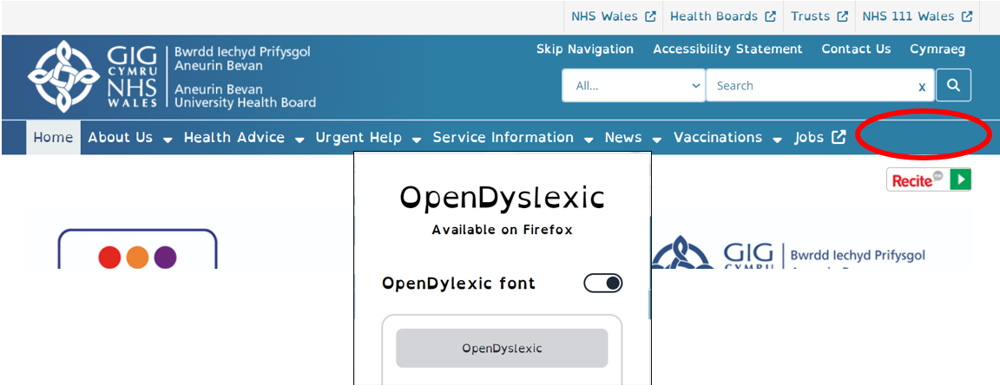 NHS Wales
Health Boards
Trusts
NHS 111 Wales
Skip Navigation
Accessibility Statement
Contact Us
Cymraeg
GIG
CYMRU
NHS
WALES
Bwrdd Iechyd Prifysgol
Aneurin Bevan
Aneurin Bevan
University Health Board
All...
Search
x
Home
About Us
Health Advice
Urgent Help
Service Information
News
Vaccinations
Jobs
Recite
OpenDyslexic
Available on Firefox
OpenDylexic font
OpenDyslexic
GIG
CYMRU
Bwrdd Iechyd Prifysgol
Aneurin Bevan